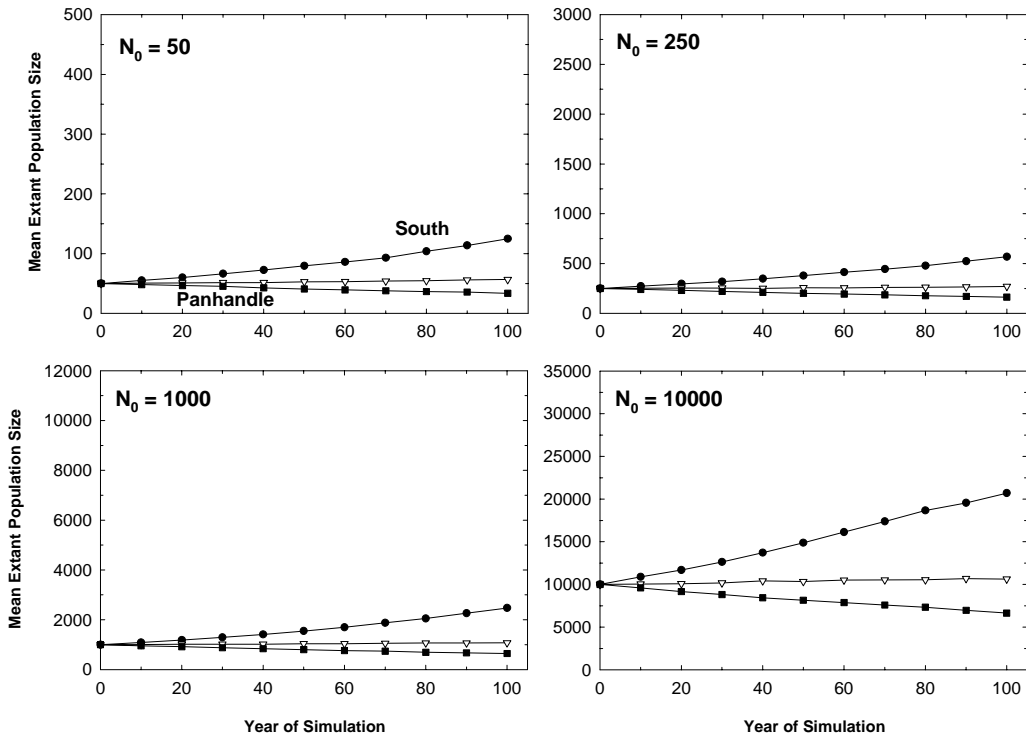 N0 = 50
500
400
300
200
100
0
South
Panhandle
0 20 40 60 80 100
Mean Extant Population Size
N0 = 250
3000
2500
2000
1500
1000
500
0
0 20 40 60 80 100
N0 = 1000
12000
10000
8000
6000
4000
2000
0
0 20 40 60 80 100
Mean Extant Population Size
Year of Simulation
N0 = 10000
35000
30000
25000
20000
15000
10000
5000
0
0 20 40 60 80 100
Year of Simulation